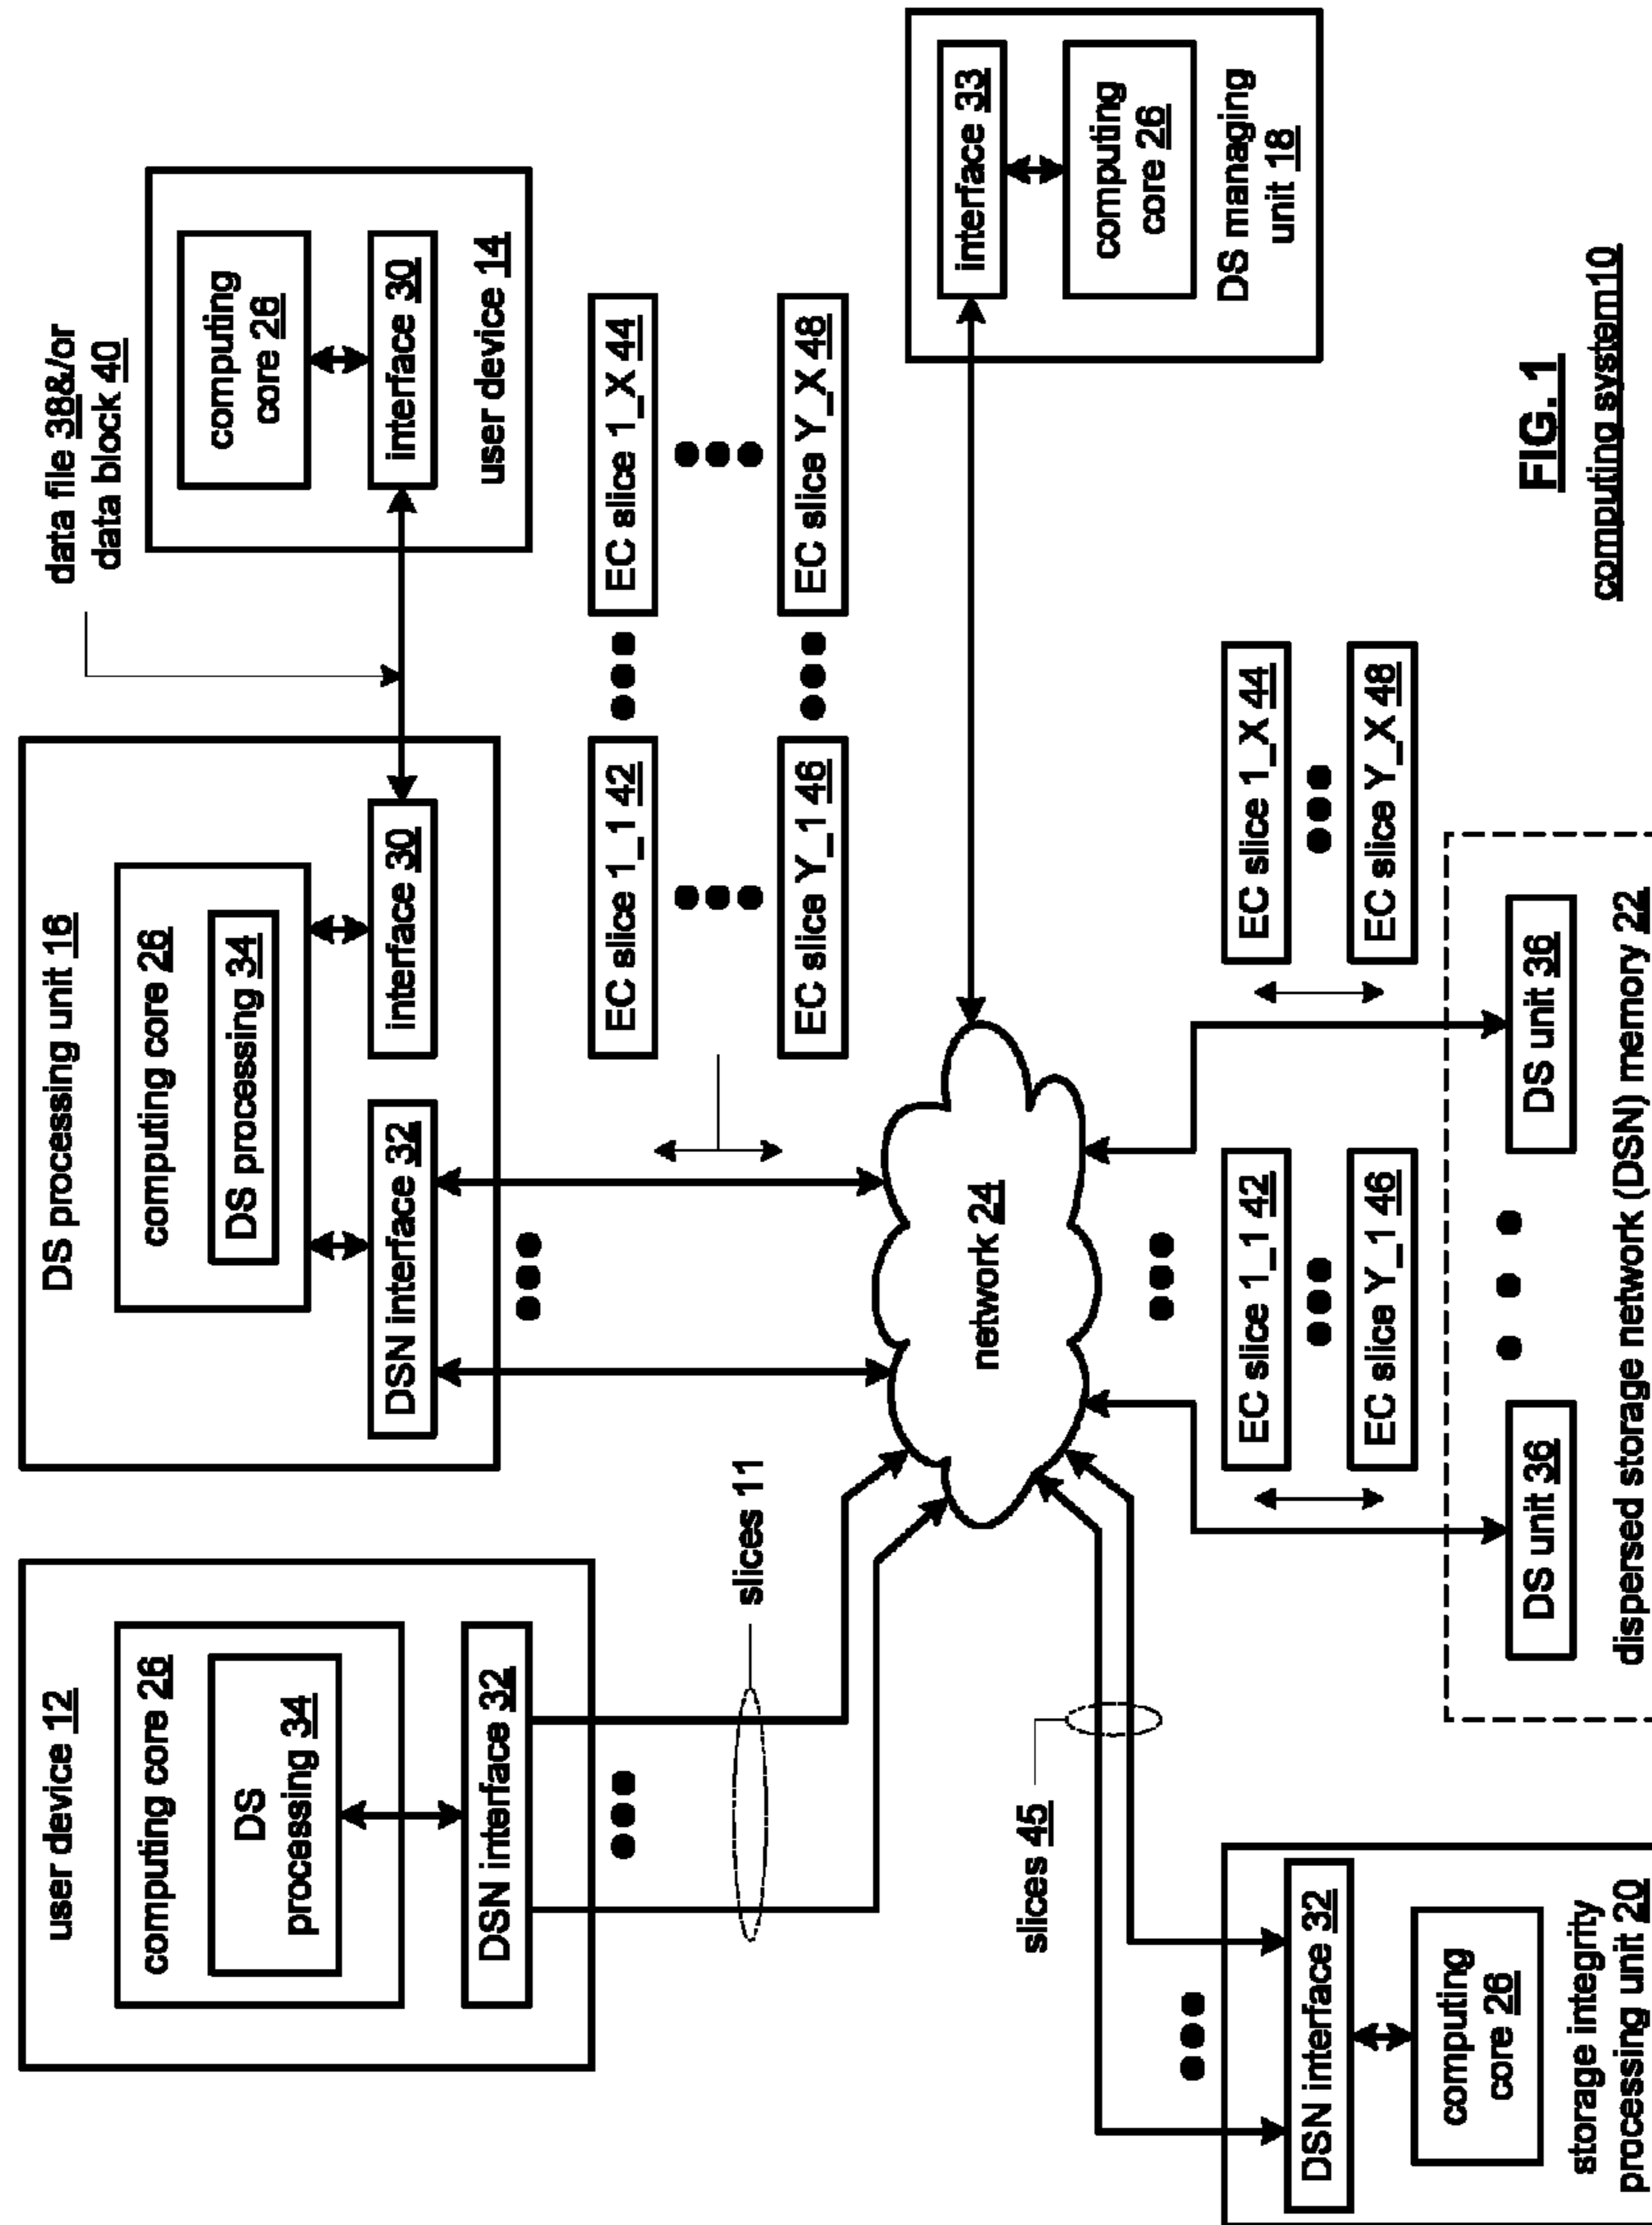 user device 12
computing core 26
DS
processing 34
DSN interface 32
slices 11
DS processing unit 16
computing core 26
DS processing 34
DSN interface 32
interface 30
data file 38&/or
data block 40
computing
core 26
interface 30
user device 14
EC slice 1_1 42
EC slice 1_X 44
EC slice Y_1 46
EC slice Y_X 48
network 24
interface 33
computing
core 26
DS managing
unit 18
slices 45
DSN interface 32
computing
core 26
storage integrity
processing unit 20
EC slice 1_1 42
EC slice Y_1 46
EC slice 1_X 44
EC slice Y_X 48
DS unit 36
DS unit 36
dispersed storage network (DSN) memory 22
FIG. 1
computing system10